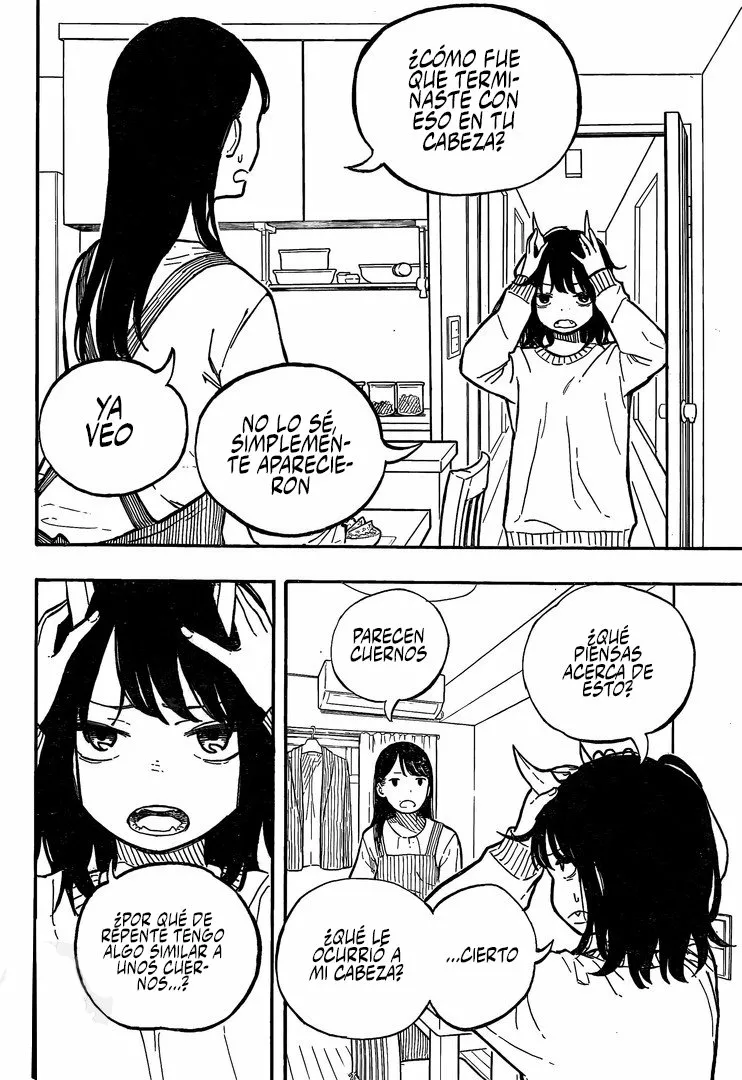 ¿CÓMO FUE
QUE TERMI-
NASTE CON
ESO EN TU
CABEZA?
NO LO SÉ,
SIMPLEMEN-
TE APARECIE-
RON
YA
VEO
¿QUÉ
PIENSAS
ACERCA DE
ESTO?
PARECEN
CUERNOS
...CIERTO
¿QUÉ LE
OCURRIÓ A
MI CABEZA?
¿POR QUÉ DE
REPENTE TENGO
ALGO SIMILAR A
UNOS CUER-
NOS...?